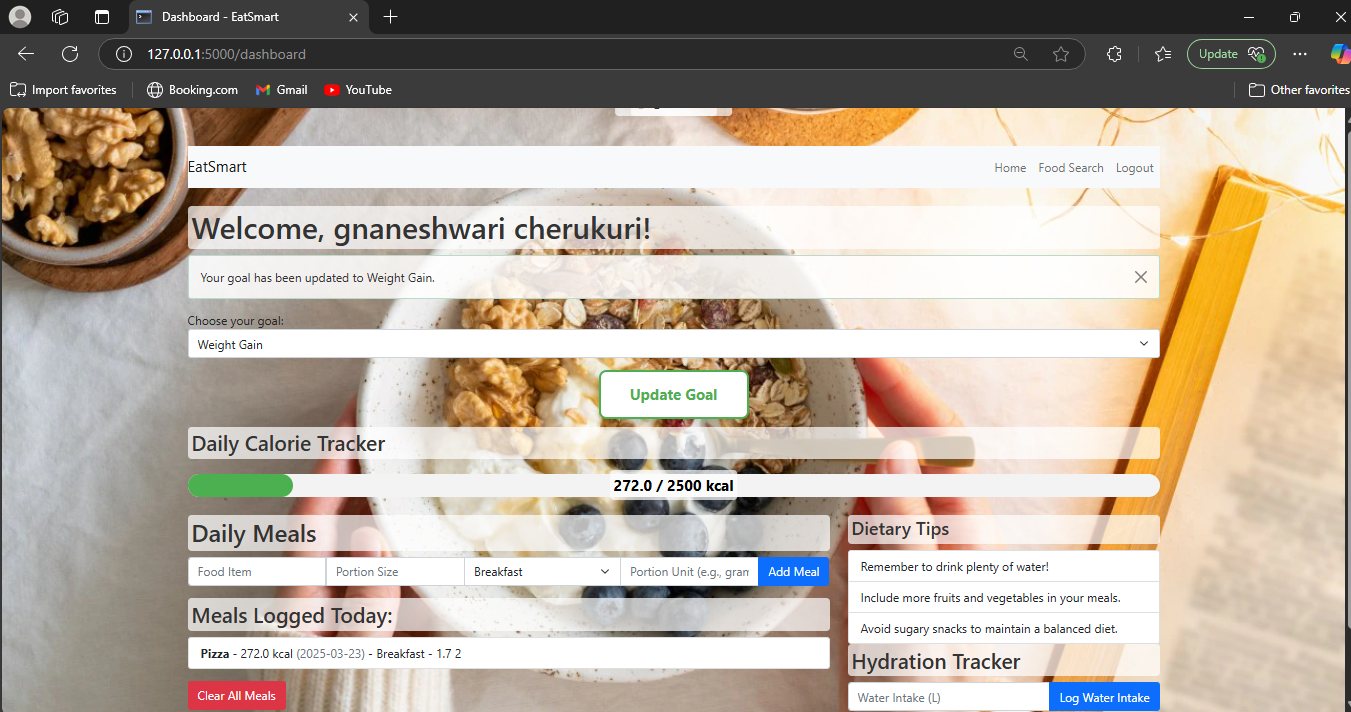 Dashboard - EatSmart
127.0.0.1:5000/dashboard
Update
Import favorites
Booking.com
Gmail
YouTube
Other favorites
EatSmart
Home Food Search Logout
Welcome, gnaneshwari cherukuri!
Your goal has been updated to Weight Gain.
Choose your goal:
Weight Gain
Update Goal
Daily Calorie Tracker
272.0 / 2500 kcal
Daily Meals
Food Item
Portion Size
Breakfast
Portion Unit (e.g., gram
Add Meal
Meals Logged Today:
Pizza - 272.0 kcal (2025-03-23) - Breakfast - 1.7 2
Clear All Meals
Dietary Tips
Remember to drink plenty of water!
Include more fruits and vegetables in your meals.
Avoid sugary snacks to maintain a balanced diet.
Hydration Tracker
Water Intake (L)
Log Water Intake